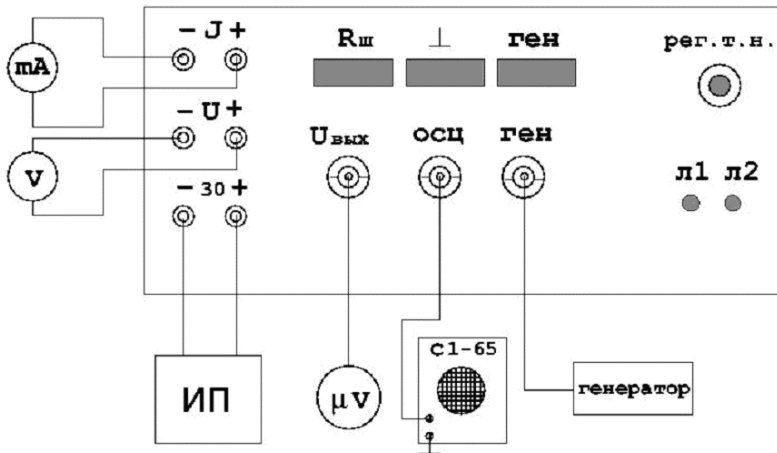 - J +
Rш ⊥ ген
рег.т.н.
mA
- U +
Uвых осц ген
V
- 30 +
л1 л2
ИП
μV
С1-65
генератор